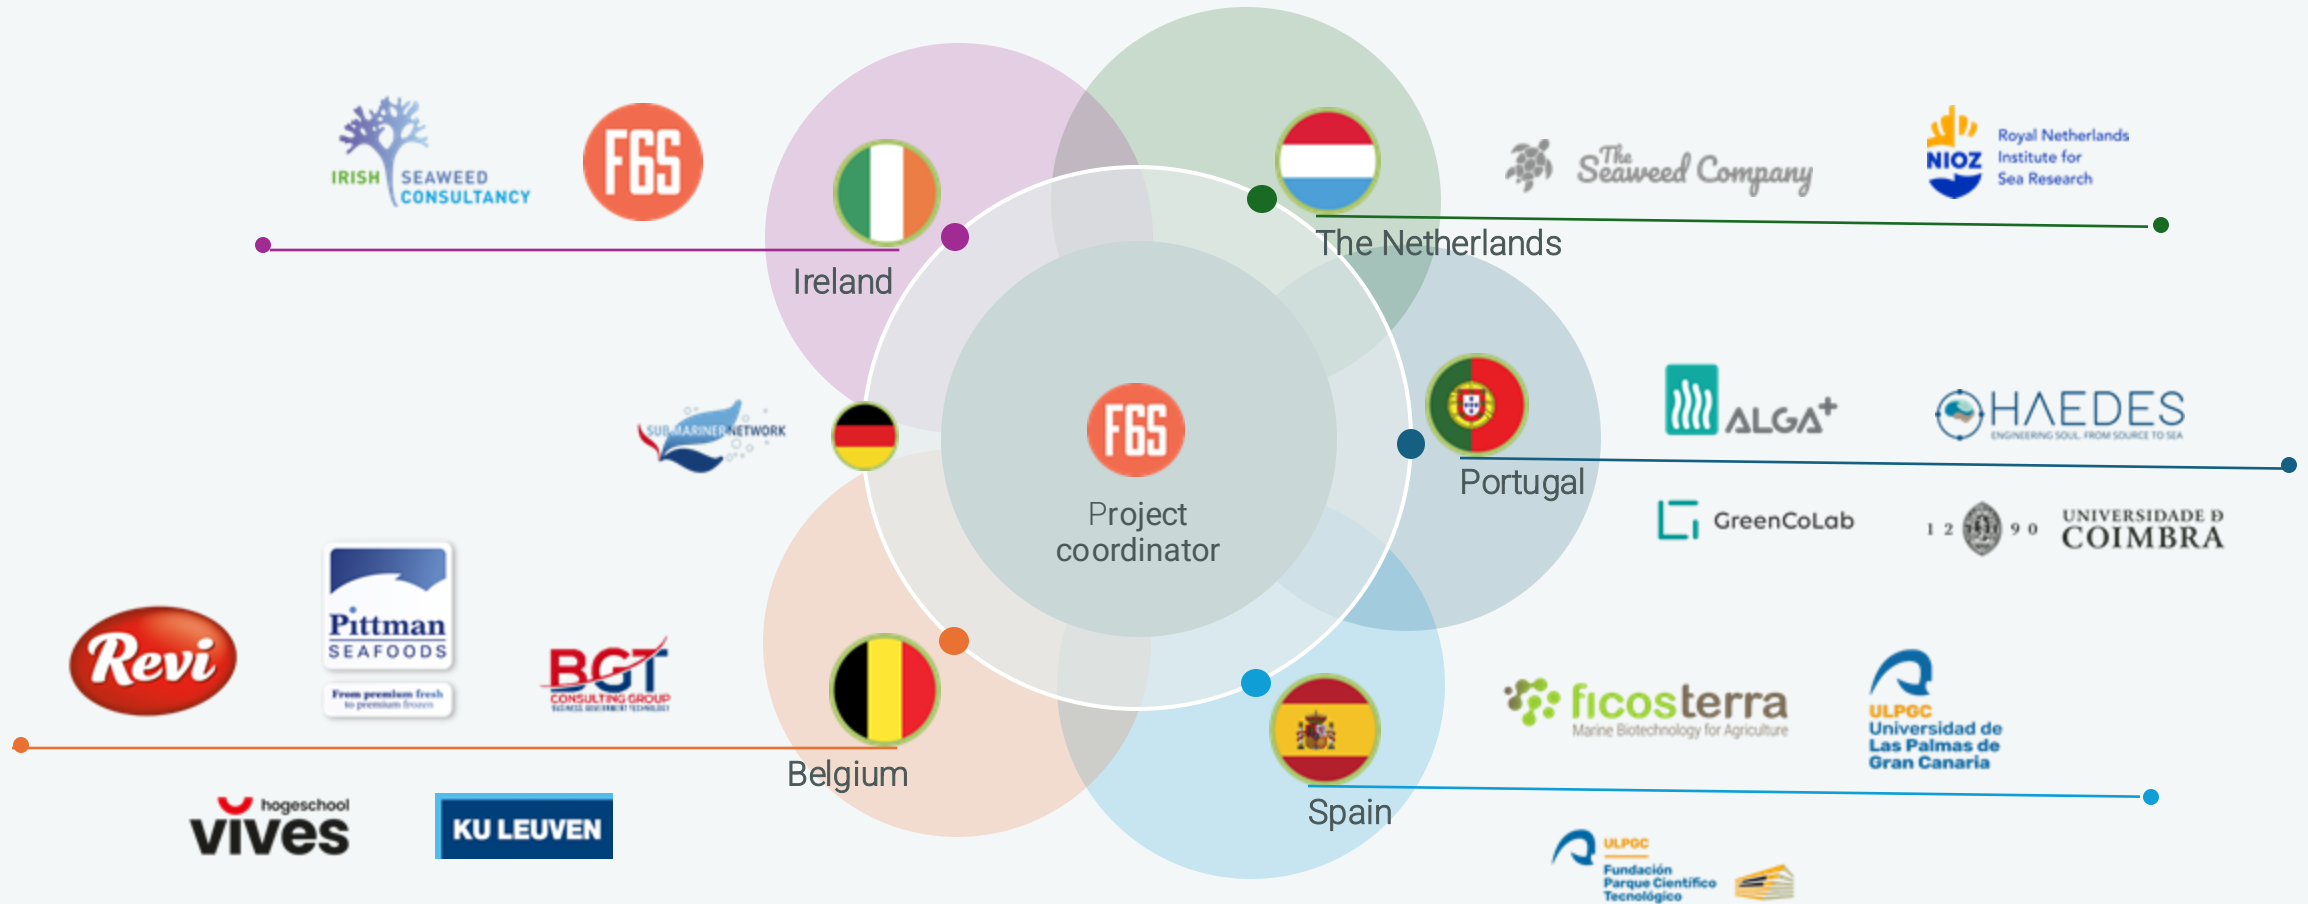 IRISH SEAWEED
CONSULTANCY
F6S
Ireland
The
Seaweed Company
NIOZ
Royal Netherlands
Institute for
Sea Research
The Netherlands
SUBMARINER NETWORK
F6S
Project
coordinator
ALGA+
HAEDES
ENGINEERING SOUL. FROM SOURCE TO SEA
Portugal
GreenCoLab
1 2 9 0
UNIVERSIDADE Ð
COIMBRA
Revi
Pittman
SEAFOODS
From premium fresh
to premium frozen
BGT
CONSULTING GROUP
BUSINESS GOVERNMENT TECHNOLOGY
Belgium
hogeschool
vives
KU LEUVEN
ficosterra
Marine Biotechnology for Agriculture
ULPGC
Universidad de
Las Palmas de
Gran Canaria
Spain
ULPGC
Fundación
Parque Científico
Tecnológico